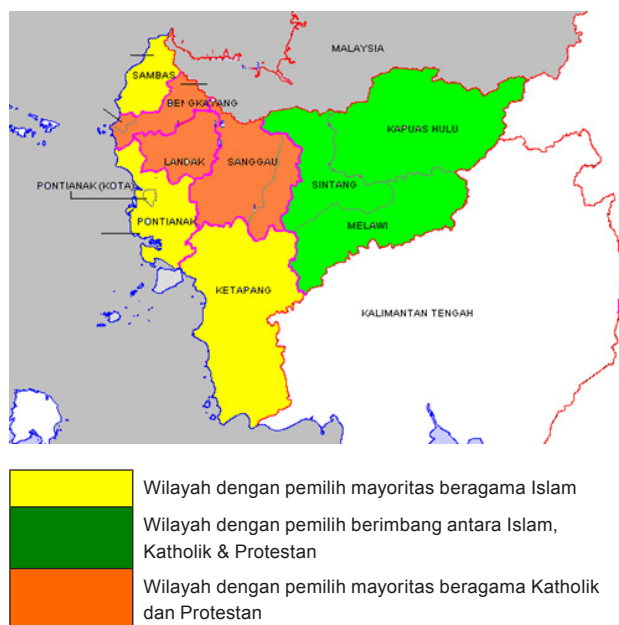 MALAYSIA
SAMBAS
BENGKAYANG
KAPUAS HULU
LANDAK
SANGGAU
SINTANG
PONTIANAK (KOTA)
PONTIANAK
MELAWI
KETAPANG
KALIMANTAN TENGAH
Wilayah dengan pemilih mayoritas beragama Islam
Wilayah dengan pemilih berimbang antara Islam,
Katholik & Protestan
Wilayah dengan pemilih mayoritas beragama Katholik
dan Protestan